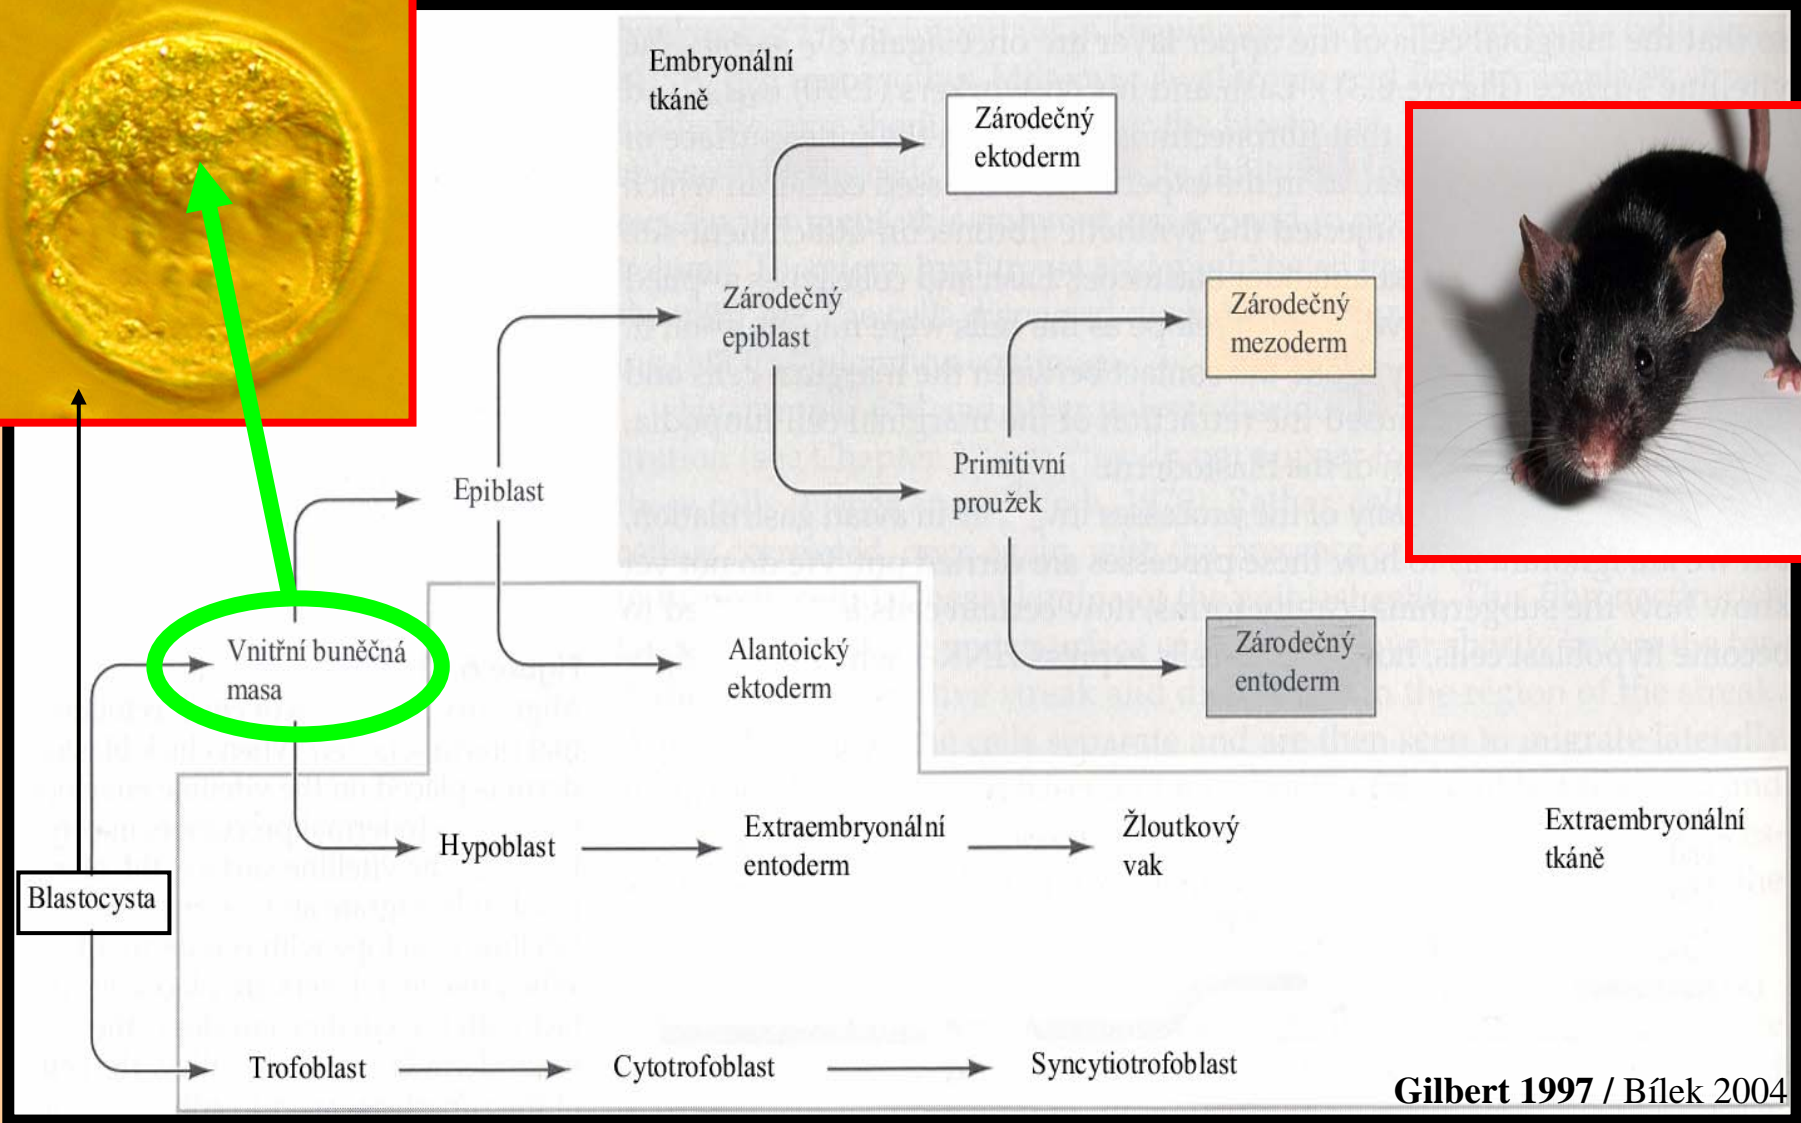 Embryonální
tkáně
Zárodečný
ektoderm
Zárodečný
epiblast
Zárodečný
mezoderm
Primitivní
proužek
Epiblast
Vnitřní buněčná
masa
Alantoický
ektoderm
Zárodečný
entoderm
Hypoblast
Extraembryonální
entoderm
Žloutkový
vak
Extraembryonální
tkáně
Blastocysta
Trofoblast
Cytotrofoblast
Syncytiotrofoblast
Gilbert 1997 / Bílek 2004